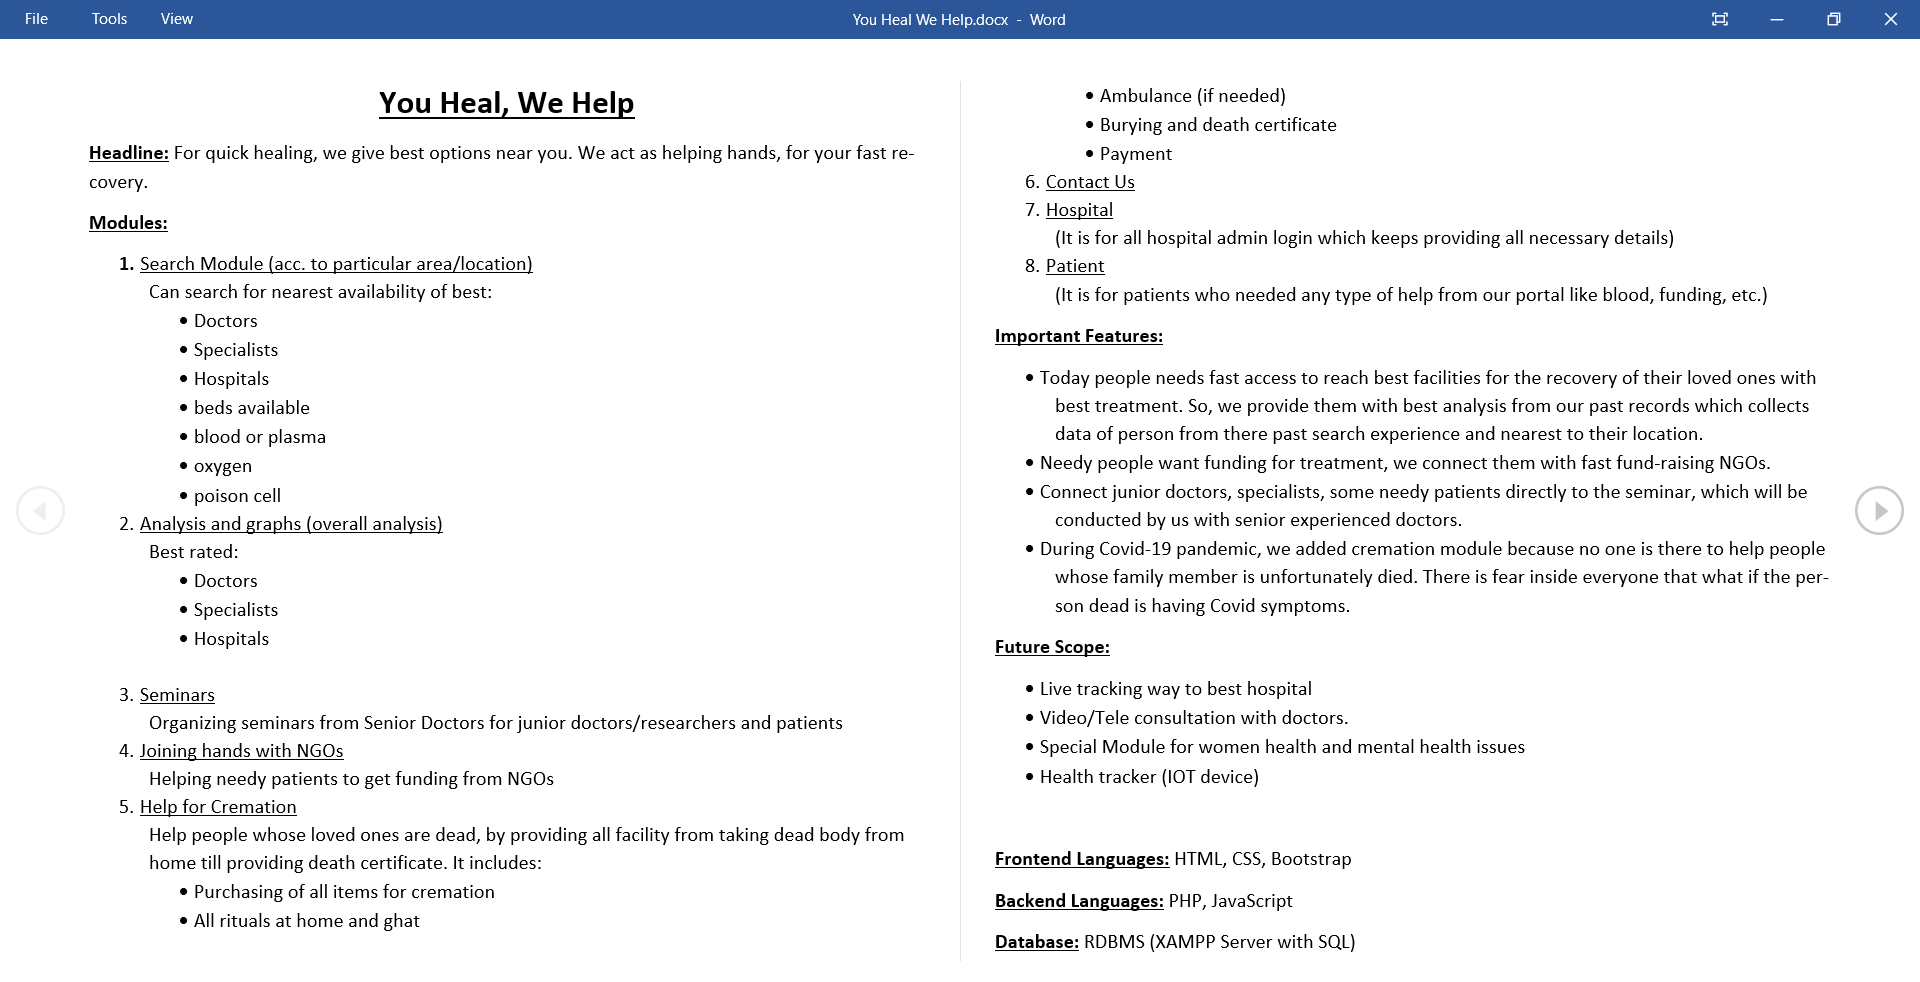 File Tools View You Heal We Help.docx - Word
You Heal, We Help
Headline: For quick healing, we give best options near you. We act as helping hands, for your fast re-
covery.
Modules:
1. Search Module (acc. to particular area/location)
Can search for nearest availability of best:
• Doctors
• Specialists
• Hospitals
• beds available
• blood or plasma
• oxygen
• poison cell
2. Analysis and graphs (overall analysis)
Best rated:
• Doctors
• Specialists
• Hospitals
3. Seminars
Organizing seminars from Senior Doctors for junior doctors/researchers and patients
4. Joining hands with NGOs
Helping needy patients to get funding from NGOs
5. Help for Cremation
Help people whose loved ones are dead, by providing all facility from taking dead body from
home till providing death certificate. It includes:
• Purchasing of all items for cremation
• All rituals at home and ghat
• Ambulance (if needed)
• Burying and death certificate
• Payment
6. Contact Us
7. Hospital
(It is for all hospital admin login which keeps providing all necessary details)
8. Patient
(It is for patients who needed any type of help from our portal like blood, funding, etc.)
Important Features:
• Today people needs fast access to reach best facilities for the recovery of their loved ones with
best treatment. So, we provide them with best analysis from our past records which collects
data of person from there past search experience and nearest to their location.
• Needy people want funding for treatment, we connect them with fast fund-raising NGOs.
• Connect junior doctors, specialists, some needy patients directly to the seminar, which will be
conducted by us with senior experienced doctors.
• During Covid-19 pandemic, we added cremation module because no one is there to help people
whose family member is unfortunately died. There is fear inside everyone that what if the per-
son dead is having Covid symptoms.
Future Scope:
• Live tracking way to best hospital
• Video/Tele consultation with doctors.
• Special Module for women health and mental health issues
• Health tracker (IOT device)
Frontend Languages: HTML, CSS, Bootstrap
Backend Languages: PHP, JavaScript
Database: RDBMS (XAMPP Server with SQL)